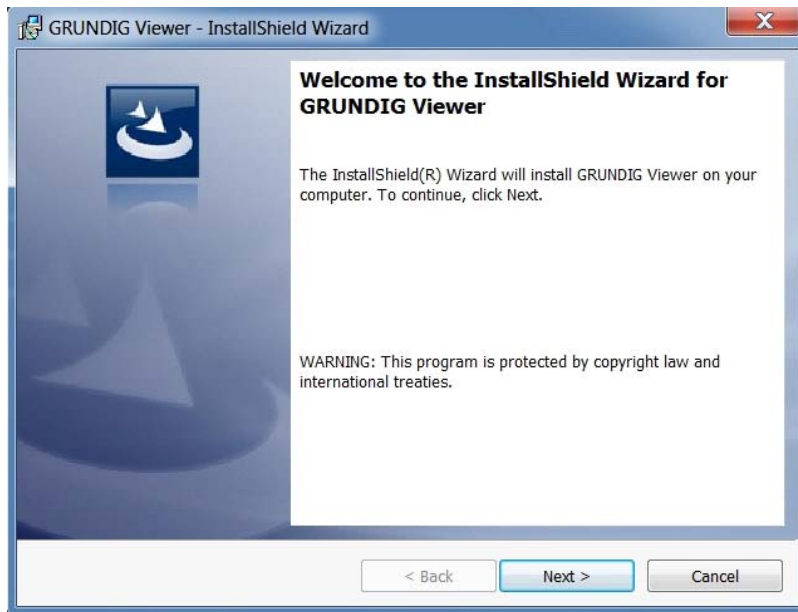 GRUNDIG Viewer - InstallShield Wizard
X
Welcome to the InstallShield Wizard for
GRUNDIG Viewer
The InstallShield(R) Wizard will install GRUNDIG Viewer on your
computer. To continue, click Next.
WARNING: This program is protected by copyright law and
international treaties.
< Back Next > Cancel